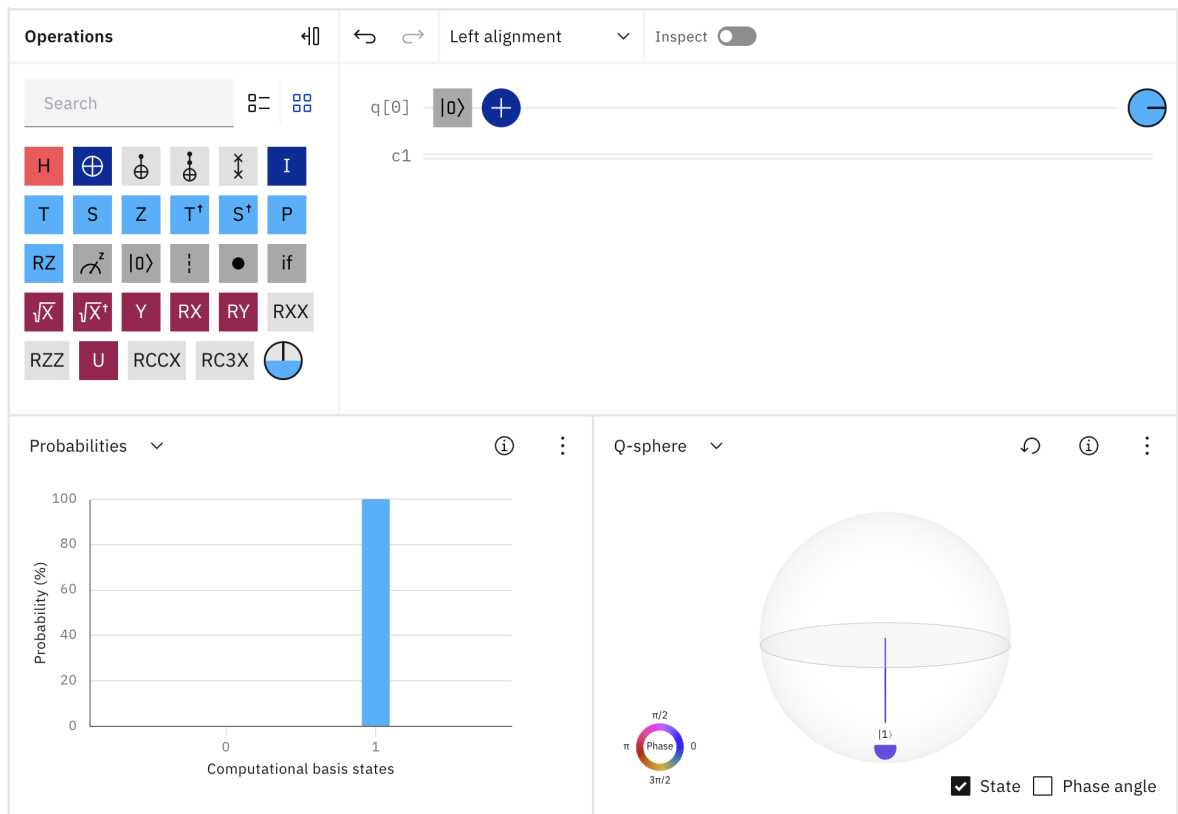 Operations
Left alignment
Inspect
Search
H I
T S Z T† S† P
RZ z |0⟩ if
√X √X† Y RX RY RXX
RZZ U RCCX RC3X
q[0] |0⟩ +
c1
Probabilities
Probability (%)
100
80
60
40
20
0
0 1
Computational basis states
Q-sphere
|1⟩
π/2
π Phase 0
3π/2
State Phase angle